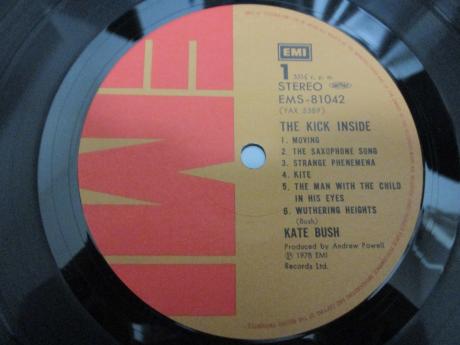 EMI
EMI
1 33⅓ r. p. m.
STEREO
EMS-81042
(YAX 5389)
THE KICK INSIDE
1. MOVING
2. THE SAXOPHONE SONG
3. STRANGE PHENEMENA
4. KITE
5. THE MAN WITH THE CHILD
IN HIS EYES
6. WUTHERING HEIGHTS
(Bush)
KATE BUSH
Produced by Andrew Powell
Ⓟ 1978 EMI
Records Ltd.